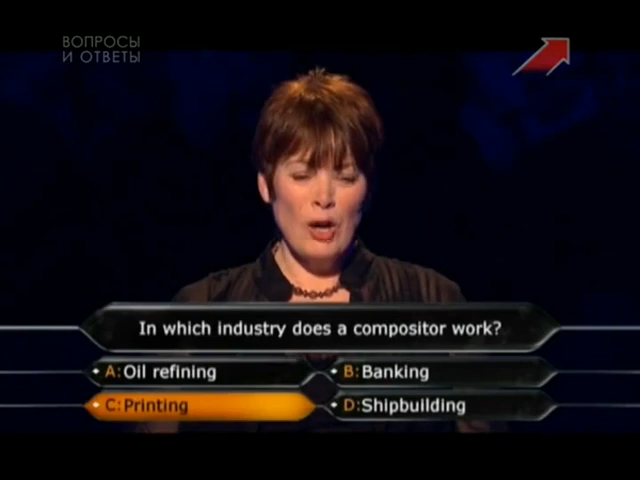 ВОПРОСЫ
И ОТВЕТЫ
In which industry does a compositor work?
A: Oil refining
B: Banking
C: Printing
D: Shipbuilding